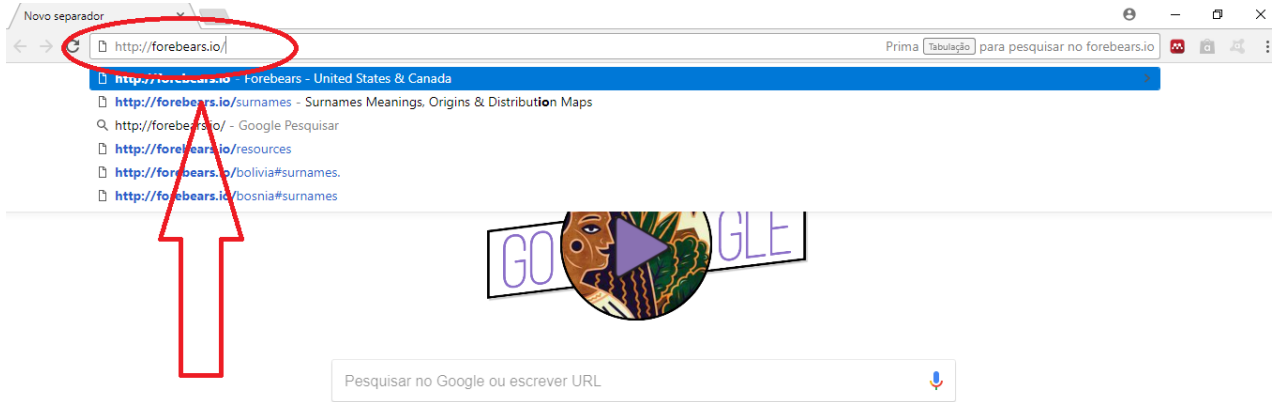 Novo separador
http://forebears.io/ Prima Tabulação para pesquisar no forebears.io
http://forebears.io - Forebears - United States & Canada
http://forebears.io/surnames - Surnames Meanings, Origins & Distribution Maps
http://forebears.io/ - Google Pesquisar
http://forebears.io/resources
http://forebears.io/bolivia#surnames.
http://forebears.io/bosnia#surnames
GO GLE
Pesquisar no Google ou escrever URL